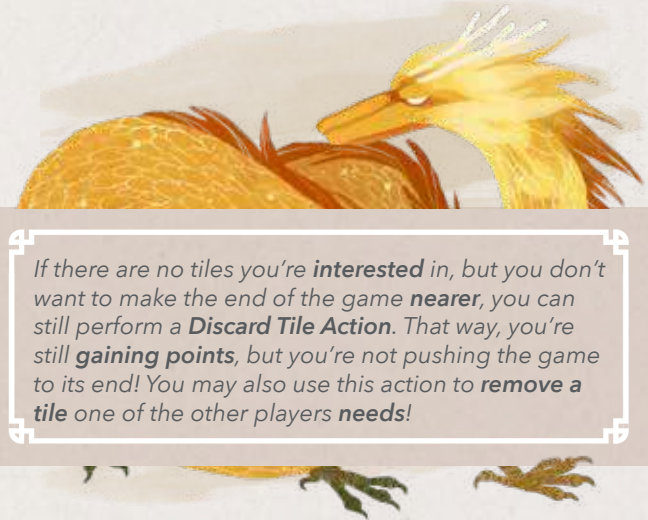 If there are no tiles you’re interested in, but you don’t
want to make the end of the game nearer, you can
still perform a Discard Tile Action. That way, you’re
still gaining points, but you’re not pushing the game
to its end! You may also use this action to remove a
tile one of the other players needs!